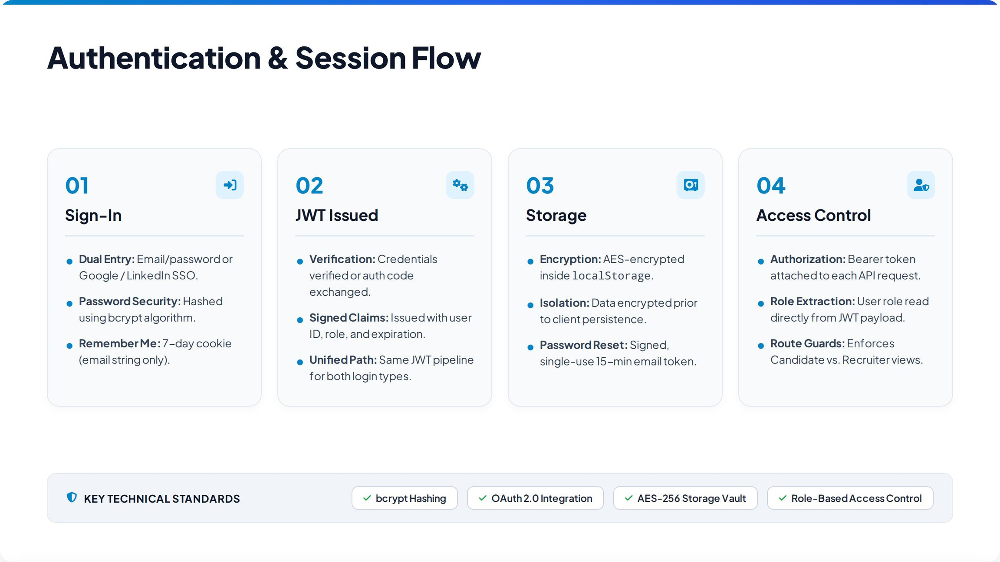 Authentication & Session Flow
01
Sign-In
Dual Entry: Email/password or
Google / LinkedIn SSO.
Password Security: Hashed
using bcrypt algorithm.
Remember Me: 7-day cookie
(email string only).
02
JWT Issued
Verification: Credentials
verified or auth code
exchanged.
Signed Claims: Issued with user
ID, role, and expiration.
Unified Path: Same JWT pipeline
for both login types.
03
Storage
Encryption: AES-encrypted
inside localStorage.
Isolation: Data encrypted prior
to client persistence.
Password Reset: Signed,
single-use 15-min email token.
04
Access Control
Authorization: Bearer token
attached to each API request.
Role Extraction: User role read
directly from JWT payload.
Route Guards: Enforces
Candidate vs. Recruiter views.
KEY TECHNICAL STANDARDS
bcrypt Hashing
OAuth 2.0 Integration
AES-256 Storage Vault
Role-Based Access Control